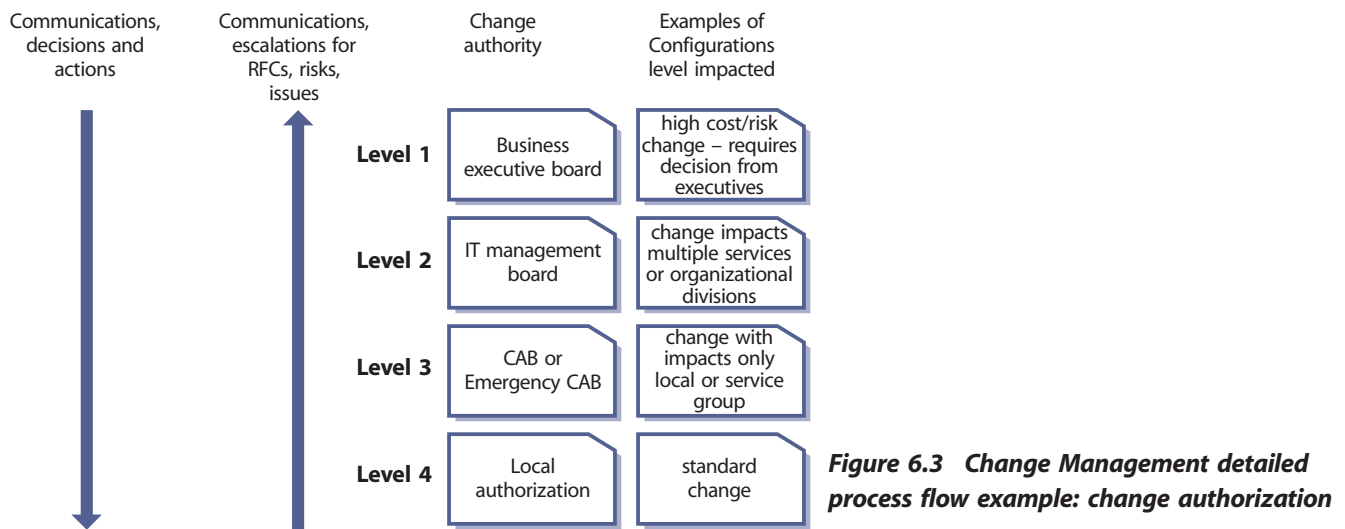 Communications,
decisions and
actions
Communications,
escalations for
RFCs, risks,
issues
Change
authority
Examples of
Configurations
level impacted
Level 1
Business
executive board
high cost/risk
change – requires
decision from
executives
Level 2
IT management
board
change impacts
multiple services
or organizational
divisions
Level 3
CAB or
Emergency CAB
change with
impacts only
local or service
group
Level 4
Local
authorization
standard
change
Figure 6.3 Change Management detailed
process flow example: change authorization